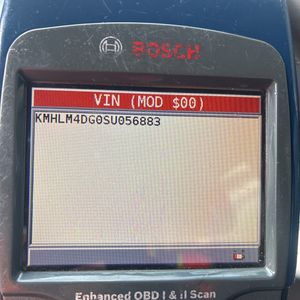 BOSCH
VIN (MOD $00)
KMHLM4DG0SU056883
Enhanced OBD I & II Scan